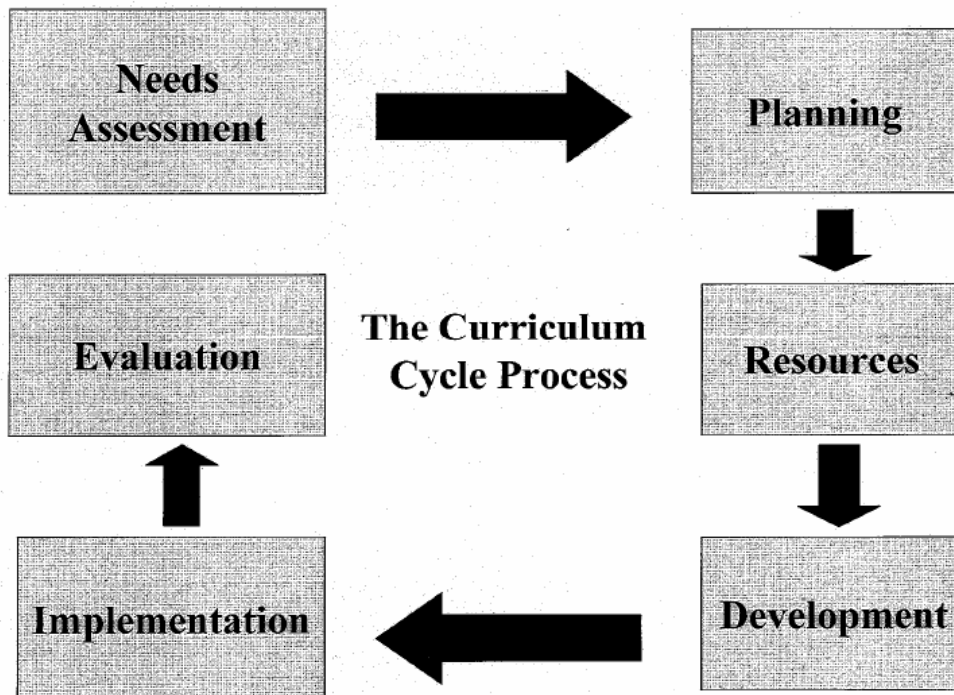 Needs
Assessment
Planning
The Curriculum
Cycle Process
Evaluation
Resources
Implementation
Development